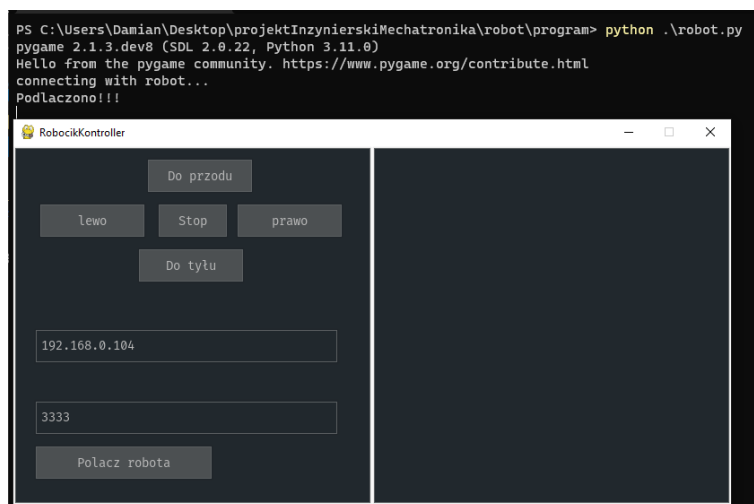 PS C:\Users\Damian\Desktop\projektInzynierskiMechatronika\robot\program> python .\robot.py
pygame 2.1.3.dev8 (SDL 2.0.22, Python 3.11.0)
Hello from the pygame community. https://www.pygame.org/contribute.html
connecting with robot...
Podlaczono!!!
RobocikKontroller
Do przodu
lewo Stop prawo
Do tyłu
192.168.0.104
3333
Polacz robota